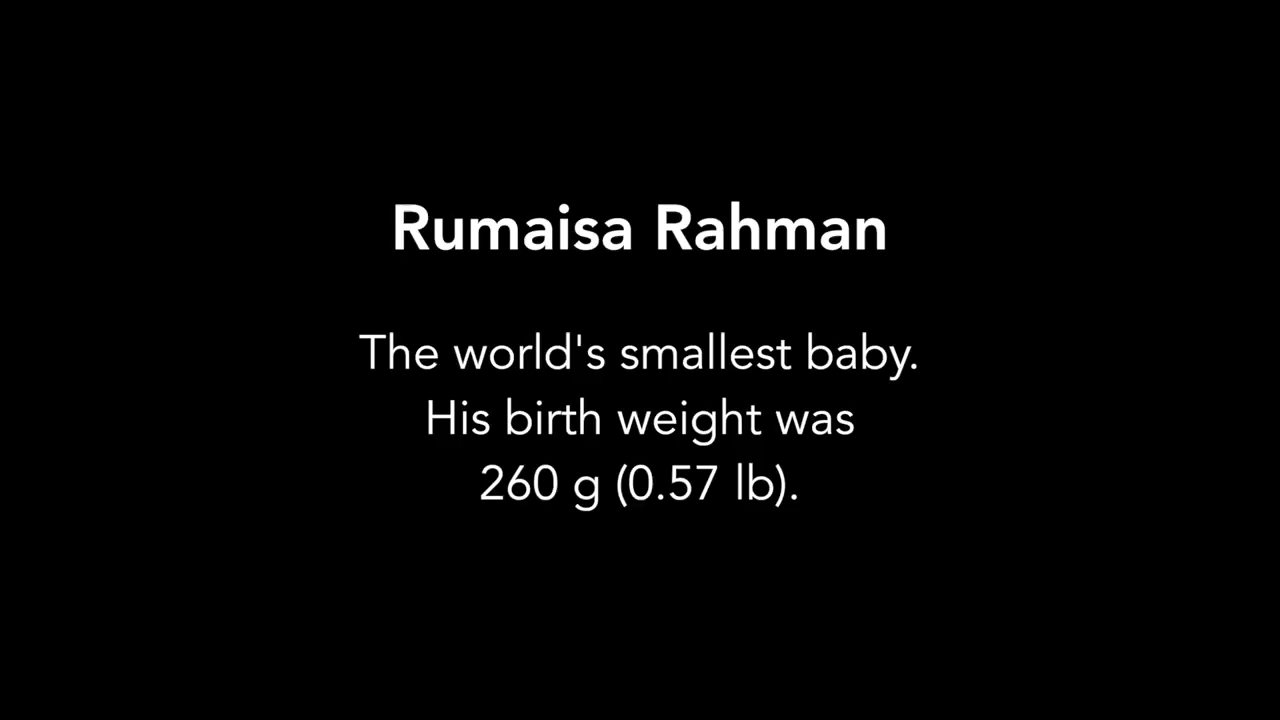 Rumaisa Rahman
The world's smallest baby.
His birth weight was
260 g (0.57 lb).